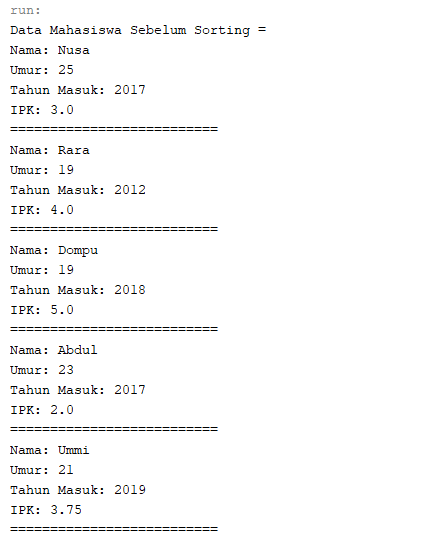 run:
Data Mahasiswa Sebelum Sorting =
Nama: Nusa
Umur: 25
Tahun Masuk: 2017
IPK: 3.0
==========================
Nama: Rara
Umur: 19
Tahun Masuk: 2012
IPK: 4.0
==========================
Nama: Dompu
Umur: 19
Tahun Masuk: 2018
IPK: 5.0
==========================
Nama: Abdul
Umur: 23
Tahun Masuk: 2017
IPK: 2.0
==========================
Nama: Ummi
Umur: 21
Tahun Masuk: 2019
IPK: 3.75
==========================